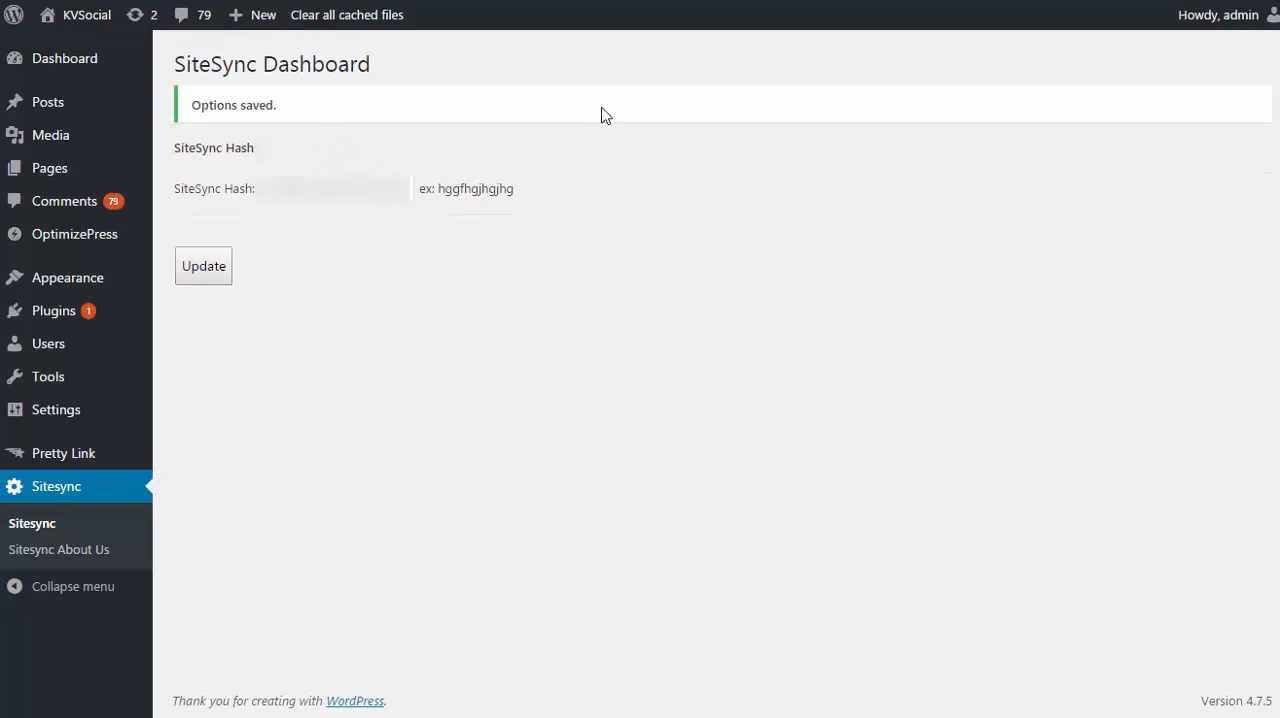 KVSocial 2 79 New Clear all cached files Howdy, admin
Dashboard
Posts
Media
Pages
Comments 79
OptimizePress
Appearance
Plugins 1
Users
Tools
Settings
Pretty Link
Sitesync
Sitesync
Sitesync About Us
Collapse menu
SiteSync Dashboard
Options saved.
SiteSync Hash
SiteSync Hash: ex: hggfhgjhgjhg
Update
Thank you for creating with WordPress. Version 4.7.5